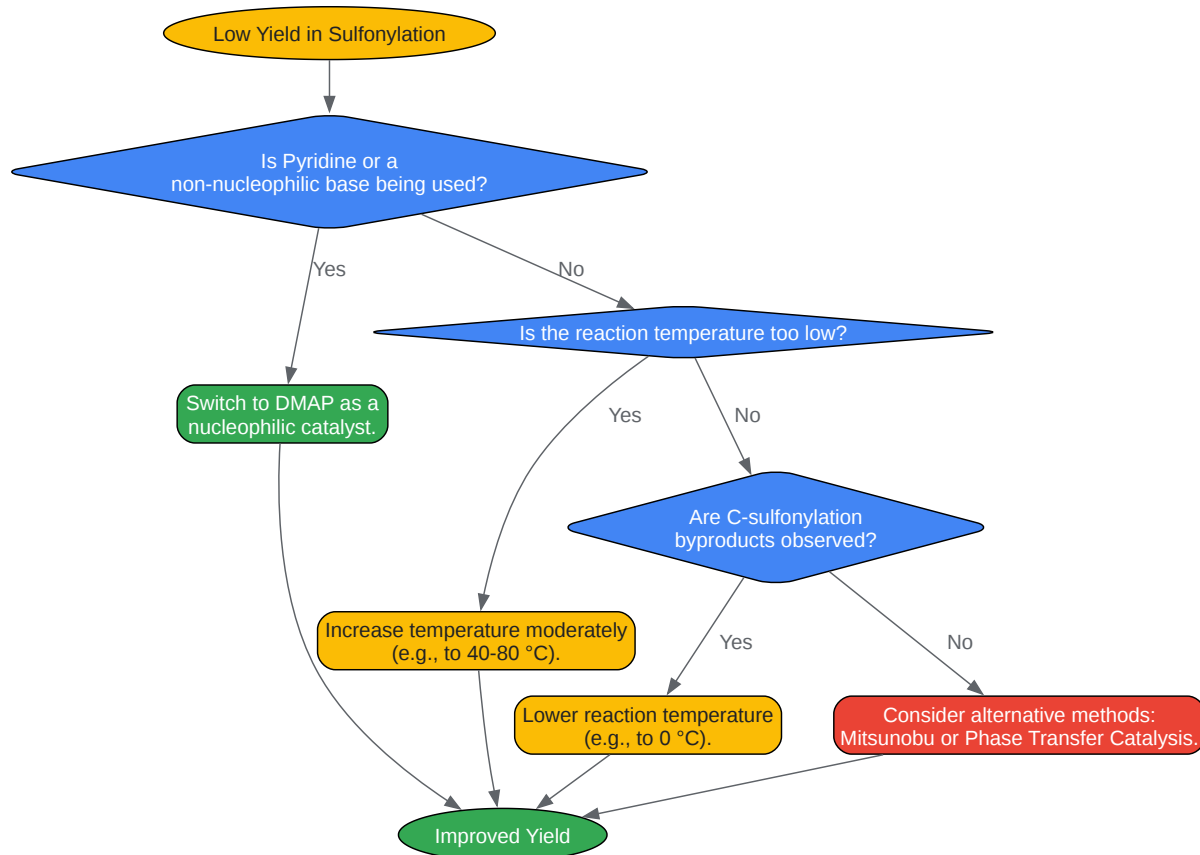 Low Yield in Sulfonylation
Is Pyridine or a
non-nucleophilic base being used?
Yes
No
Is the reaction temperature too low?
Switch to DMAP as a
nucleophilic catalyst.
Yes
No
Are C-sulfonylation
byproducts observed?
Increase temperature moderately
(e.g., to 40-80 °C).
Yes
No
Lower reaction temperature
(e.g., to 0 °C).
Consider alternative methods:
Mitsunobu or Phase Transfer Catalysis.
Improved Yield